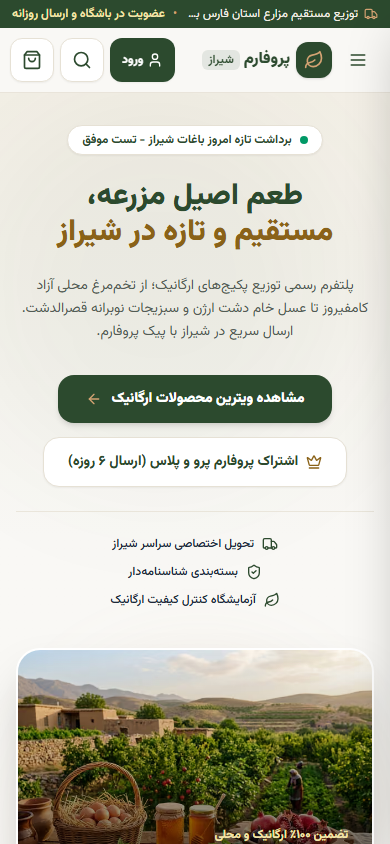 توزیع مستقیم مزارع استان فارس ب... • عضویت در باشگاه و ارسال روزانه
پروفارم شیراز ورود
برداشت تازه امروز باغات شیراز - تست موفق
طعم اصیل مزرعه،
مستقیم و تازه در شیراز
پلتفرم رسمی توزیع پکیج‌های ارگانیک؛ از تخم‌مرغ محلی آزاد
کامفیروز تا عسل خام دشت ارژن و سبزیجات نوبرانه قصرالدشت.
ارسال سریع در شیراز با پیک پروفارم.
مشاهده ویترین محصولات ارگانیک
اشتراک پروفارم پرو و پلاس (ارسال ۶ روزه)
تحویل اختصاصی سراسر شیراز
بسته‌بندی شناسنامه‌دار
آزمایشگاه کنترل کیفیت ارگانیک
تضمین ۱۰۰٪ ارگانیک و محلی